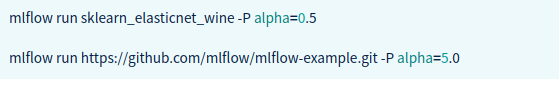 mlflow run sklearn_elasticnet_wine -P alpha=0.5
mlflow run https://github.com/mlflow/mlflow-example.git -P alpha=5.0